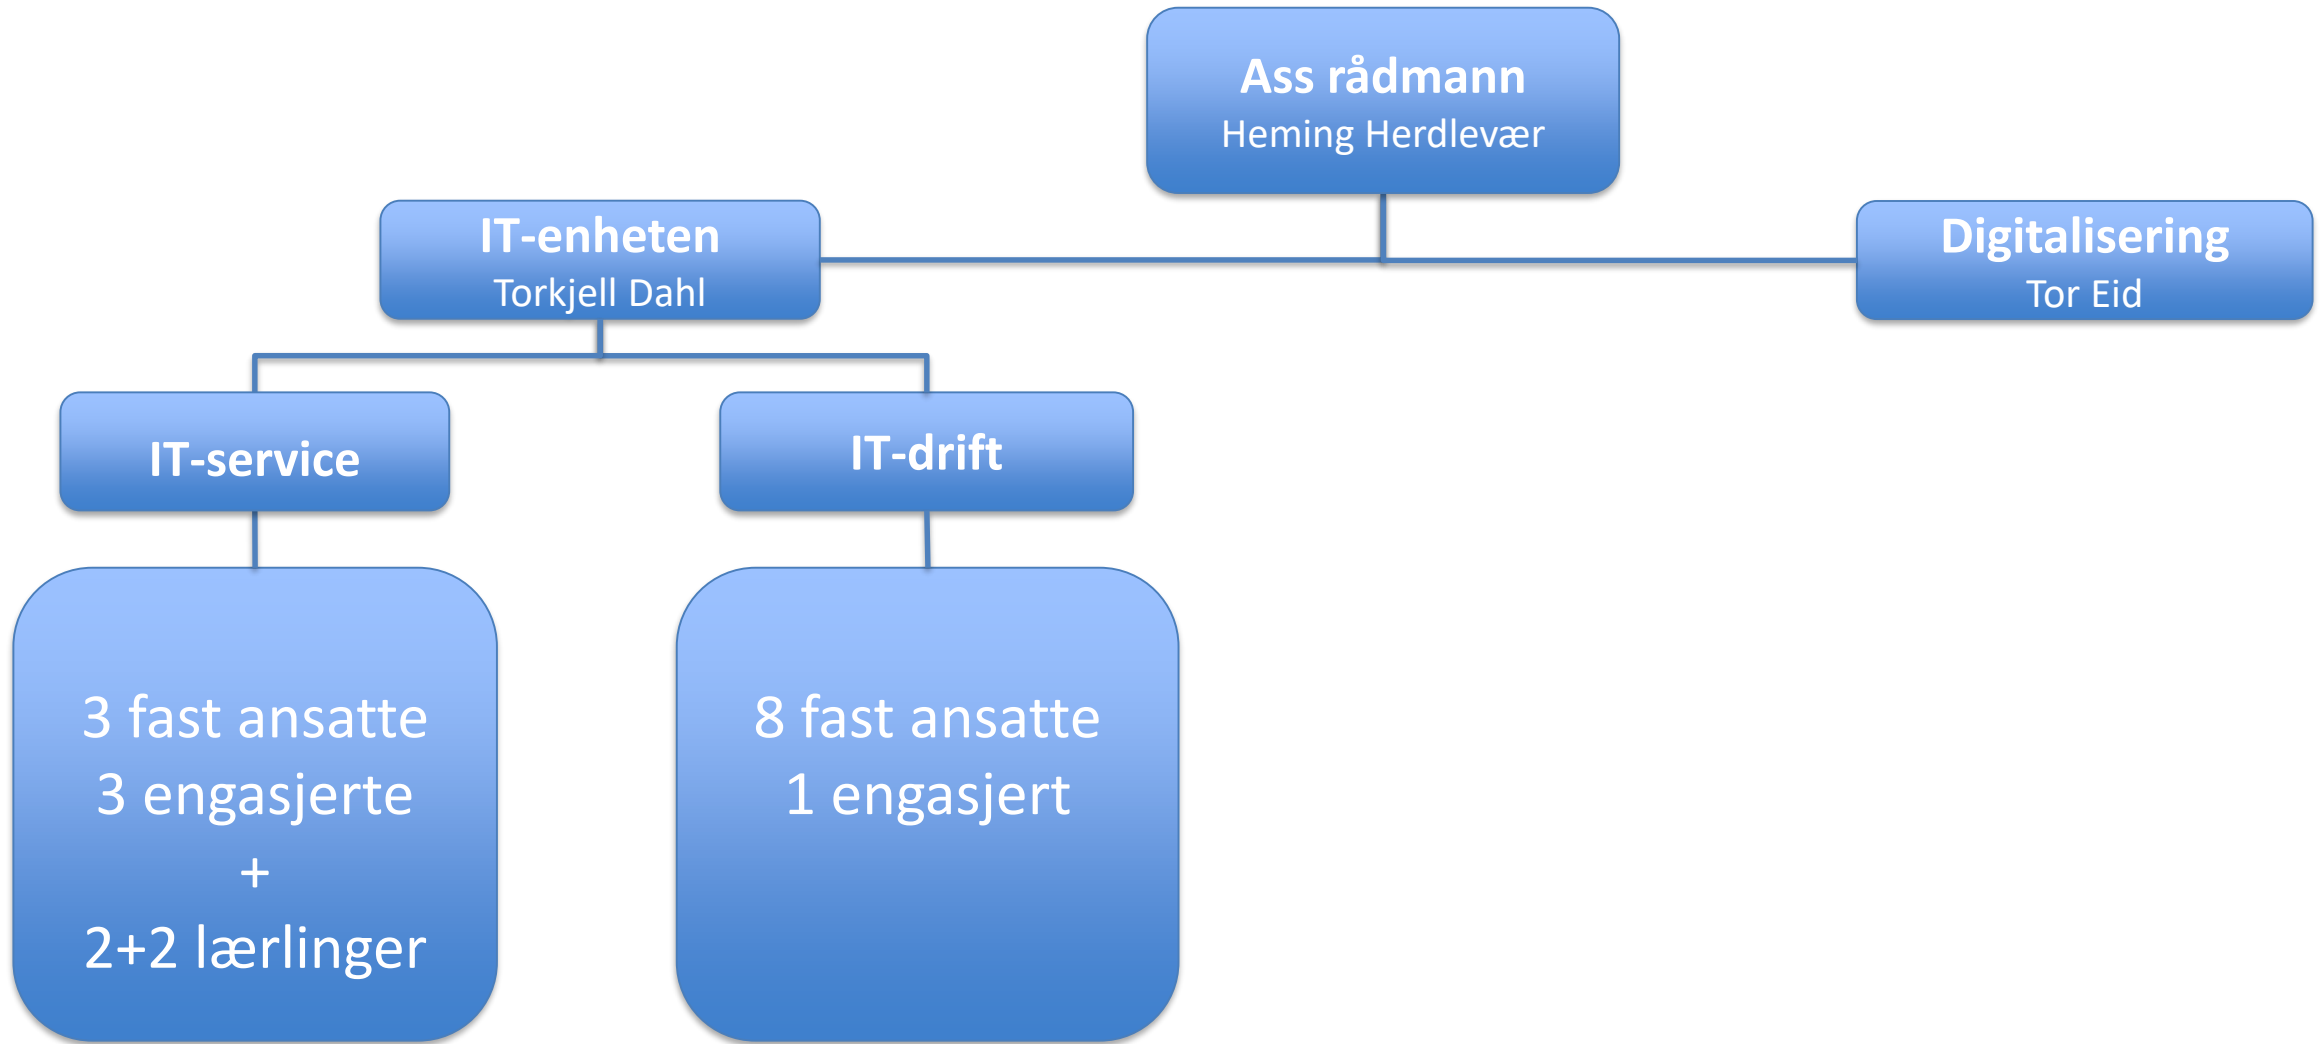 Ass rådmann
Heming Herdlevær
IT-enheten
Torkjell Dahl
Digitalisering
Tor Eid
IT-service
IT-drift
3 fast ansatte
3 engasjerte
+
2+2 lærlinger
8 fast ansatte
1 engasjert